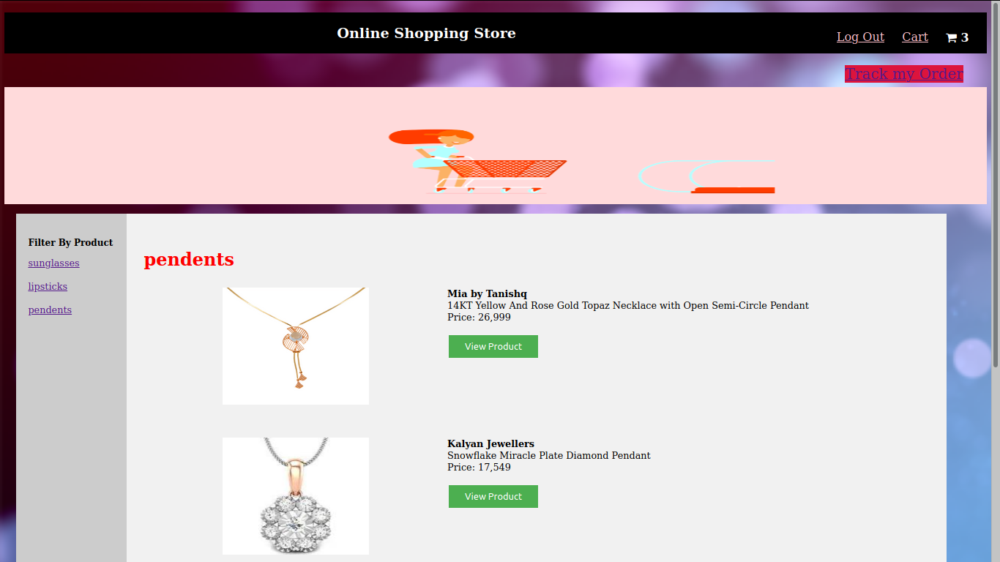 Online Shopping Store
Log Out Cart 3
Track my Order
Filter By Product
sunglasses
lipsticks
pendents
pendents
Mia by Tanishq
14KT Yellow And Rose Gold Topaz Necklace with Open Semi-Circle Pendant
Price: 26,999
View Product
Kalyan Jewellers
Snowflake Miracle Plate Diamond Pendant
Price: 17,549
View Product